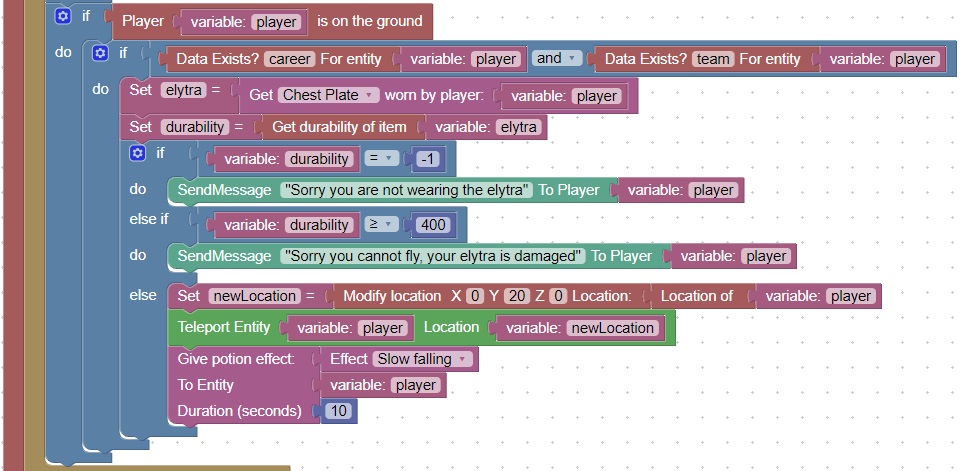 if Player variable: player is on the ground
do if Data Exists? career For entity variable: player and Data Exists? team For entity variable: player
do Set elytra = Get Chest Plate worn by player: variable: player
Set durability = Get durability of item variable: elytra
if variable: durability = -1
do SendMessage "Sorry you are not wearing the elytra" To Player variable: player
else if variable: durability ≥ 400
do SendMessage "Sorry you cannot fly, your elytra is damaged" To Player variable: player
else Set newLocation = Modify location X 0 Y 20 Z 0 Location: Location of variable: player
Teleport Entity variable: player Location variable: newLocation
Give potion effect: Effect Slow falling
To Entity variable: player
Duration (seconds) 10